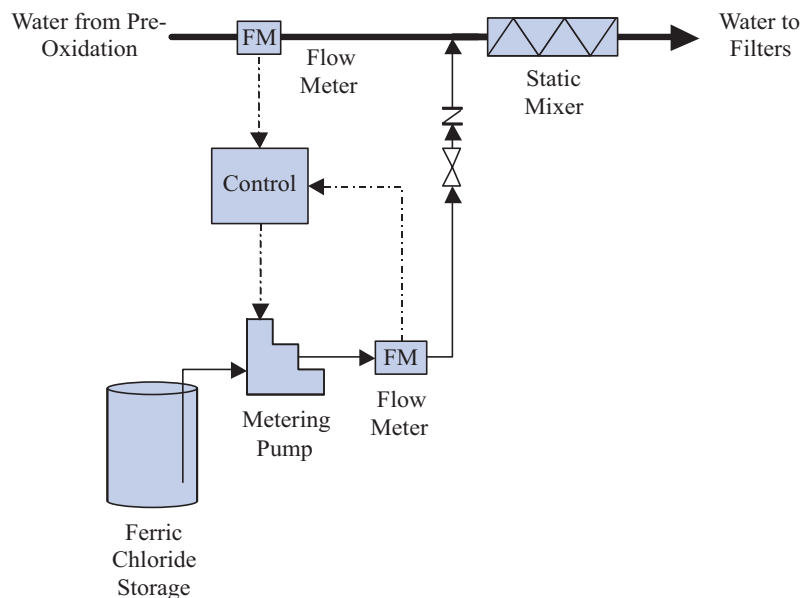 Water from Pre-
Oxidation
FM
Flow
Meter
Static
Mixer
Water to
Filters
Control
FM
Flow
Meter
Metering
Pump
Ferric
Chloride
Storage